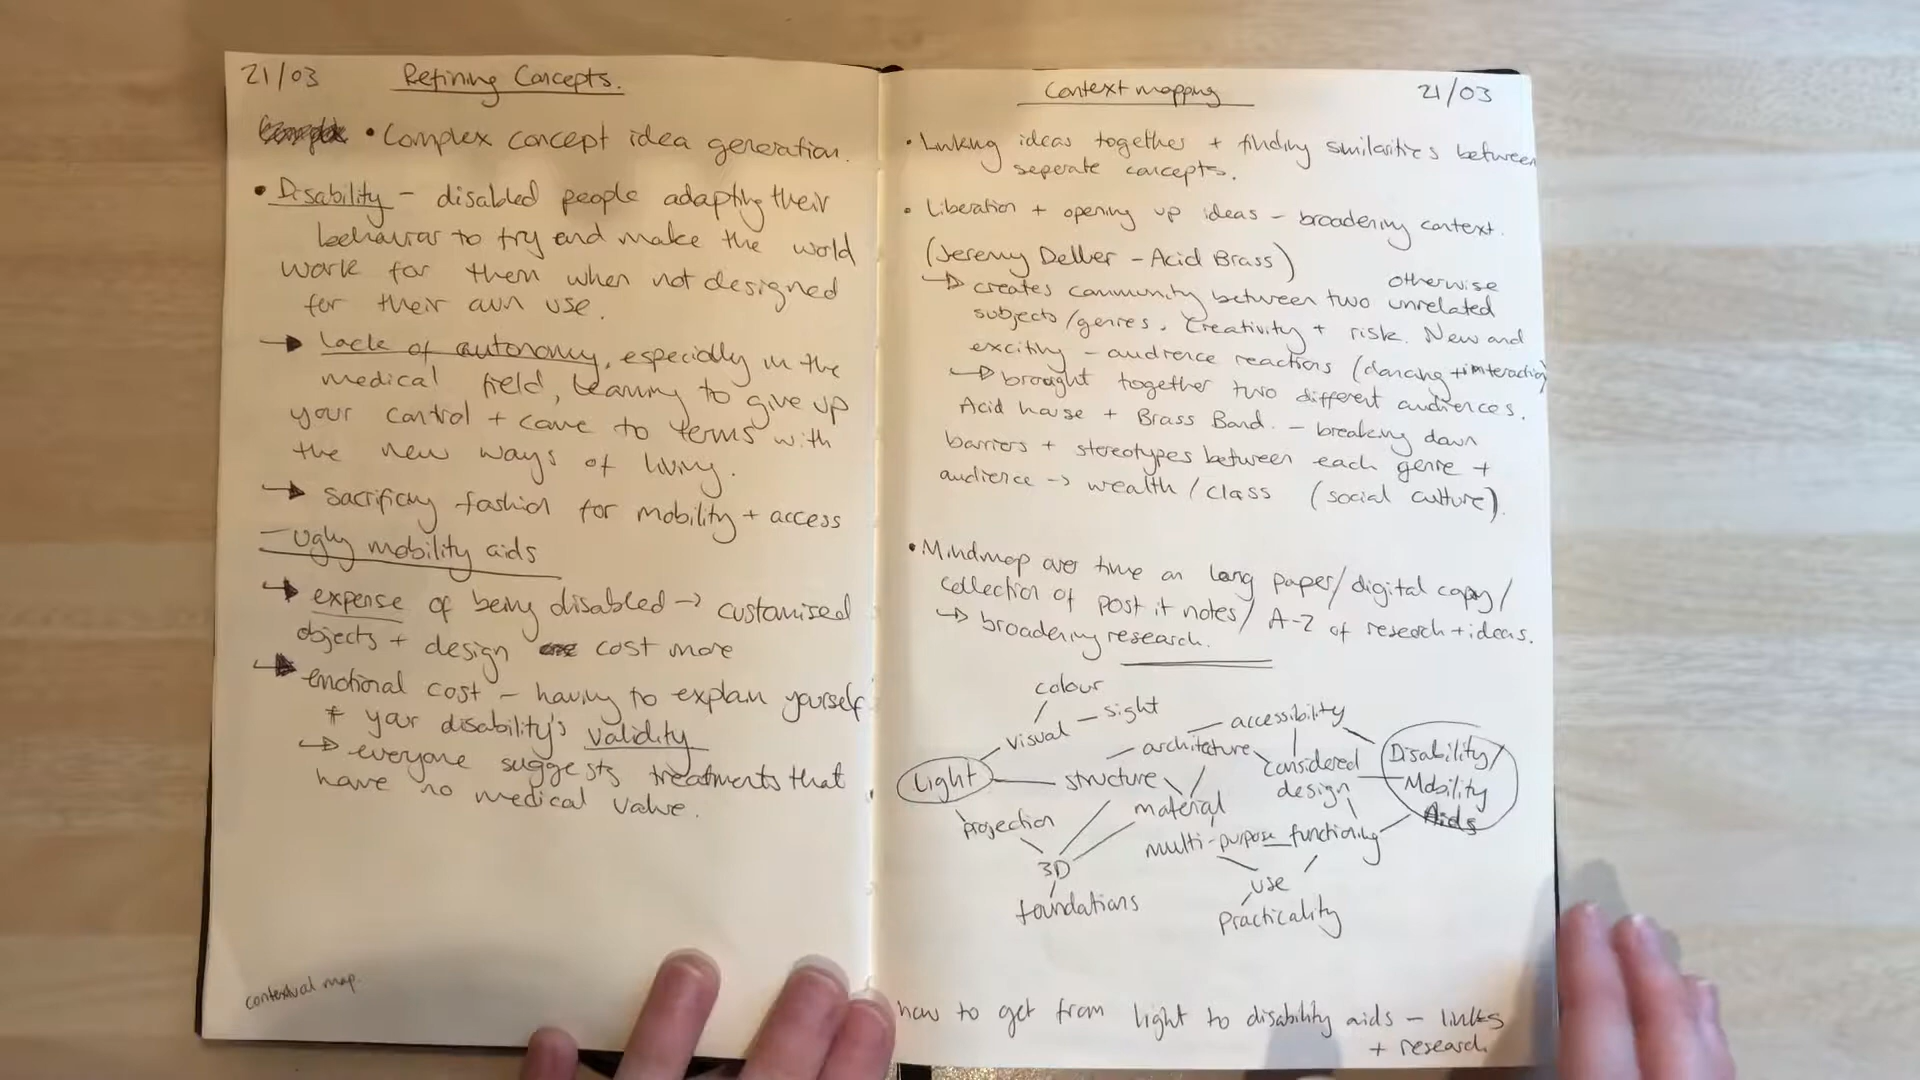 21/03 Refining Concepts.
• Complex concept idea generation.
• Disability – disabled people adapting their
behaviour to try and make the world
work for them when not designed
for their own use.
→ lack of autonomy, especially in the
medical field, learning to give up
your control + come to terms with
the new ways of living.
→ sacrificing fashion for mobility + access
– ugly mobility aids
→ expense of being disabled → customised
objects + design cost more
→ emotional cost – having to explain yourself
+ your disability's validity
→ everyone suggests treatments that
have no medical value.
contextual map.
Context mapping 21/03
• Linking ideas together + finding similarities between
seperate concepts.
• Liberation + opening up ideas – broadening context.
(Jeremy Deller – Acid Brass)
→ creates community between two otherwise unrelated
subjects/genres. Creativity + risk. New and
exciting – audience reactions (dancing + interaction)
→ brought together two different audiences.
Acid house + Brass Band. – breaking down
barriers + stereotypes between each genre +
audience → wealth/class (social culture).
• Mindmap over time on long paper/digital copy/
collection of post it notes/ A-Z of research + ideas.
→ broadening research.
colour
visual – sight
accessibility
architecture
Light
structure
considered
design
Disability/
Mobility
Aids
material
projection
multi-purpose functioning
3D
foundations
use
practicality
how to get from light to disability aids – links
+ research